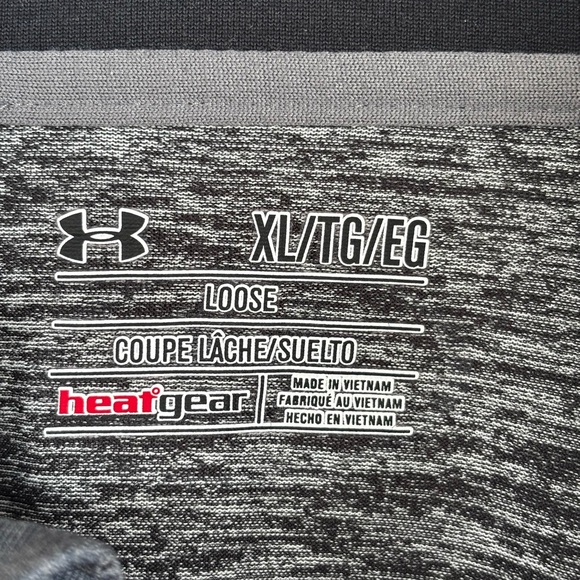 XL/TG/EG
LOOSE
COUPE LÂCHE/SUELTO
heatgear
MADE IN VIETNAM
FABRIQUÉ AU VIETNAM
HECHO EN VIETNAM